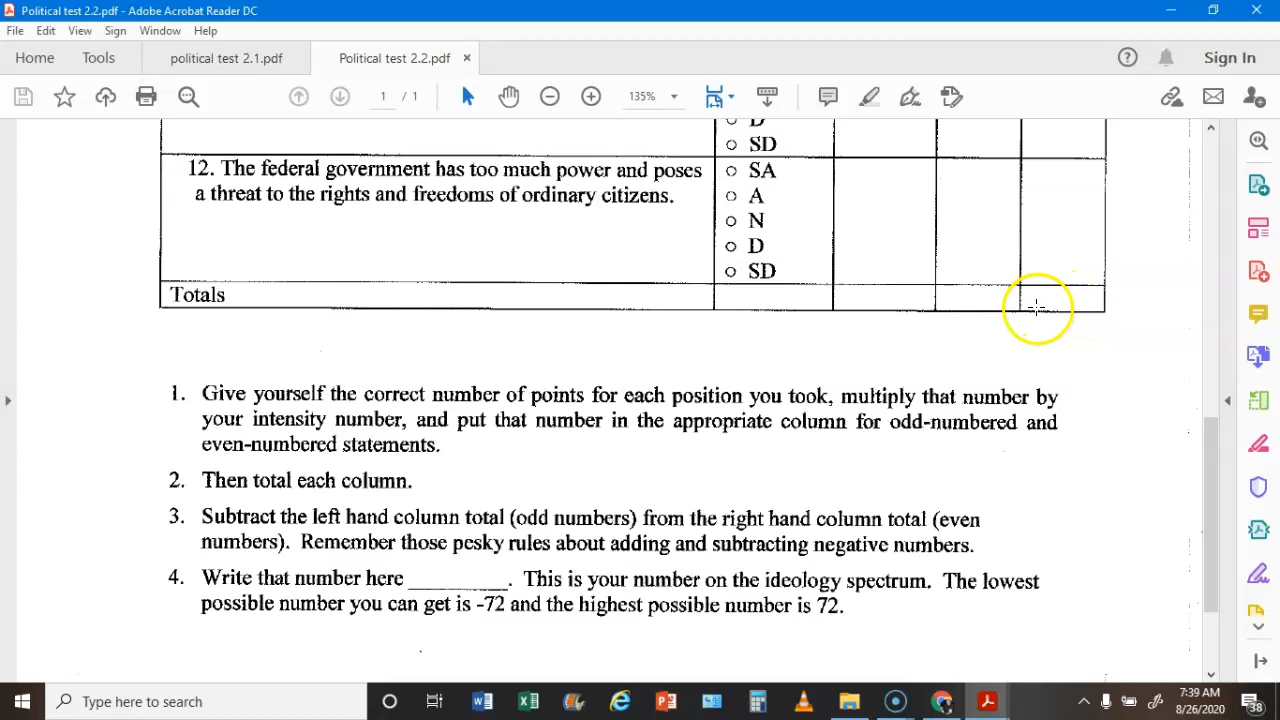 Political test 2.2.pdf - Adobe Acrobat Reader DC
File Edit View Sign Window Help
Home Tools political test 2.1.pdf Political test 2.2.pdf × Sign In
1 / 1 135%
D
SD
12. The federal government has too much power and poses
a threat to the rights and freedoms of ordinary citizens.
SA
A
N
D
SD
Totals
1. Give yourself the correct number of points for each position you took, multiply that number by
your intensity number, and put that number in the appropriate column for odd-numbered and
even-numbered statements.
2. Then total each column.
3. Subtract the left hand column total (odd numbers) from the right hand column total (even
numbers). Remember those pesky rules about adding and subtracting negative numbers.
4. Write that number here ________. This is your number on the ideology spectrum. The lowest
possible number you can get is -72 and the highest possible number is 72.
Type here to search
7:39 AM
8/26/2020
38